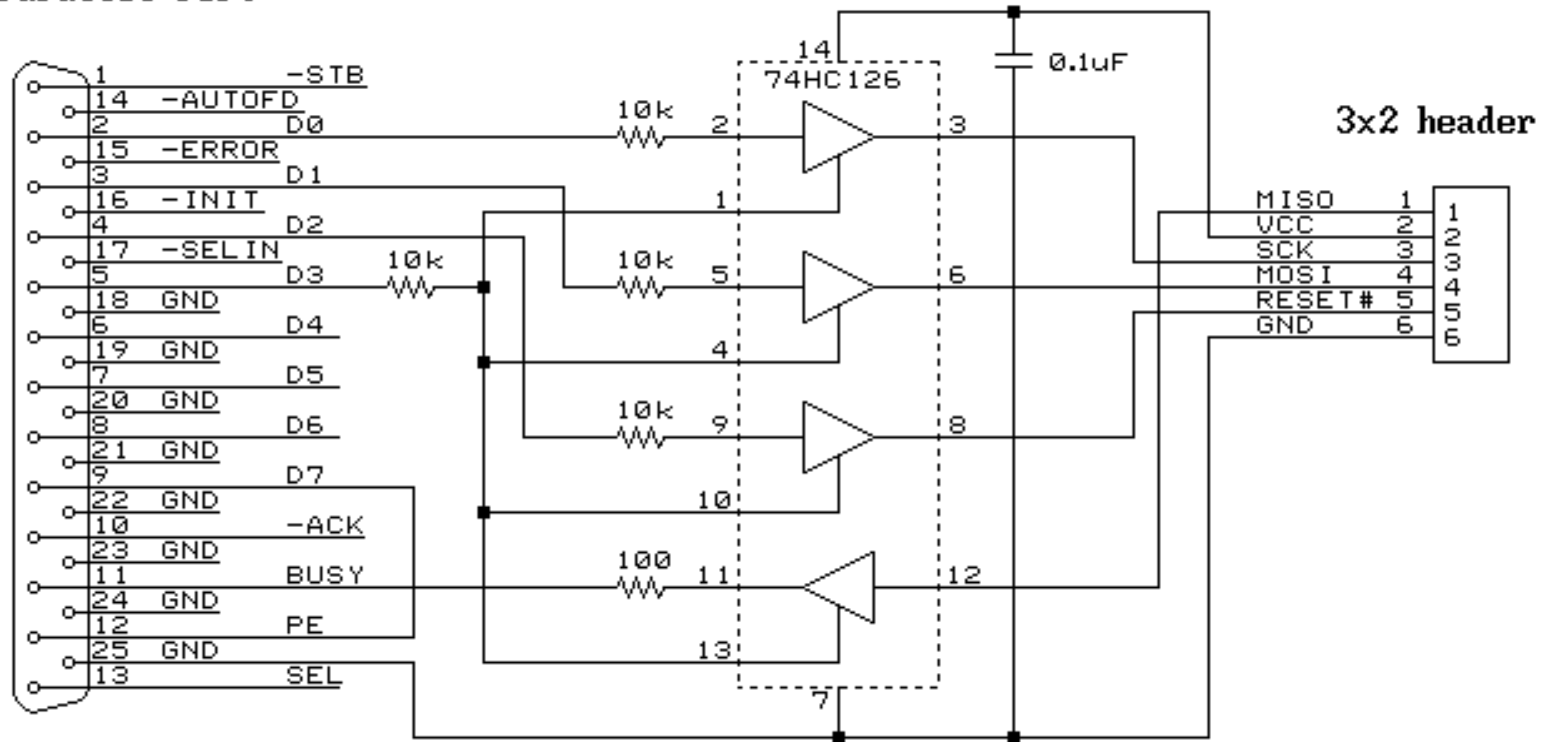 1 -STB
14 -AUTOFD
2 D0
15 -ERROR
3 D1
16 -INIT
4 D2
17 -SELIN
5 D3
18 GND
6 D4
19 GND
7 D5
20 GND
8 D6
21 GND
9 D7
22 GND
10 -ACK
23 GND
11 BUSY
24 GND
12 PE
25 GND
13 SEL
10k
10k
10k
10k
100
14
74HC126
2
3
1
5
6
4
9
8
10
11
12
13
7
0.1uF
3x2 header
MISO 1 1
VCC 2 2
SCK 3 3
MOSI 4 4
RESET# 5 5
GND 6 6